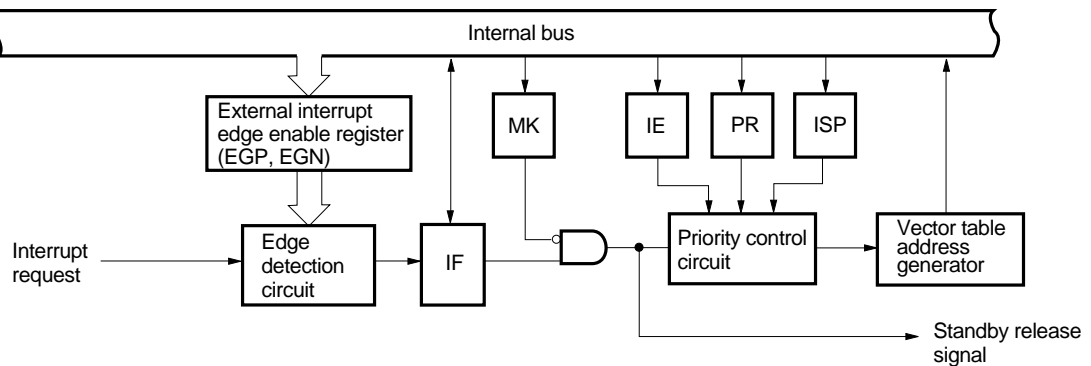 Internal bus
External interrupt
edge enable register
(EGP, EGN)
MK
IE
PR
ISP
Interrupt
request
Edge
detection
circuit
IF
Priority control
circuit
Vector table
address
generator
Standby release
signal